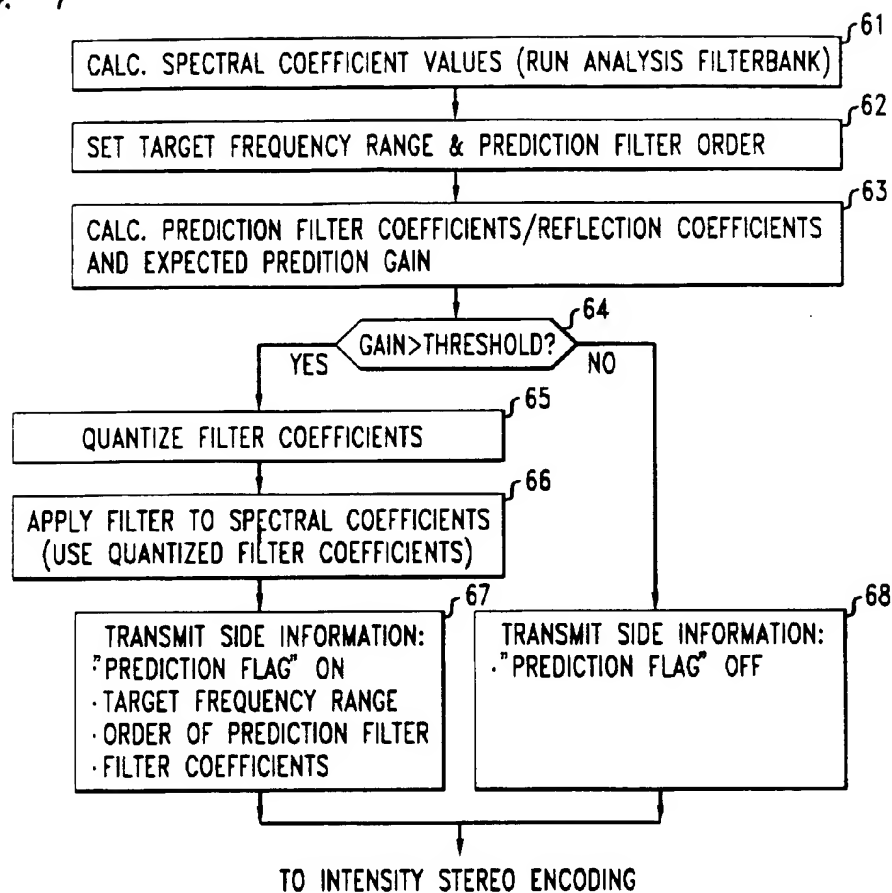 61
CALC. SPECTRAL COEFFICIENT VALUES (RUN ANALYSIS FILTERBANK)
62
SET TARGET FREQUENCY RANGE & PREDICTION FILTER ORDER
63
CALC. PREDICTION FILTER COEFFICIENTS/REFLECTION COEFFICIENTS
AND EXPECTED PREDITION GAIN
64
GAIN>THRESHOLD?
YES
NO
65
QUANTIZE FILTER COEFFICIENTS
66
APPLY FILTER TO SPECTRAL COEFFICIENTS
(USE QUANTIZED FILTER COEFFICIENTS)
67
TRANSMIT SIDE INFORMATION:
"PREDICTION FLAG" ON
·TARGET FREQUENCY RANGE
·ORDER OF PREDICTION FILTER
·FILTER COEFFICIENTS
68
TRANSMIT SIDE INFORMATION:
·"PREDICTION FLAG" OFF
TO INTENSITY STEREO ENCODING